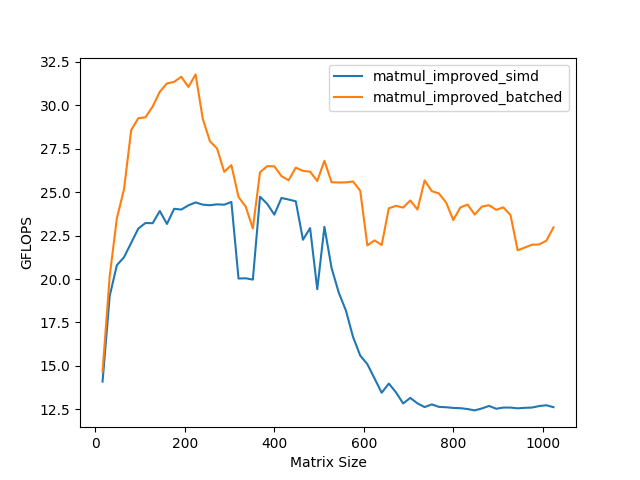 matmul_improved_simd
matmul_improved_batched
GFLOPS
32.5
30.0
27.5
25.0
22.5
20.0
17.5
15.0
12.5
0 200 400 600 800 1000
Matrix Size